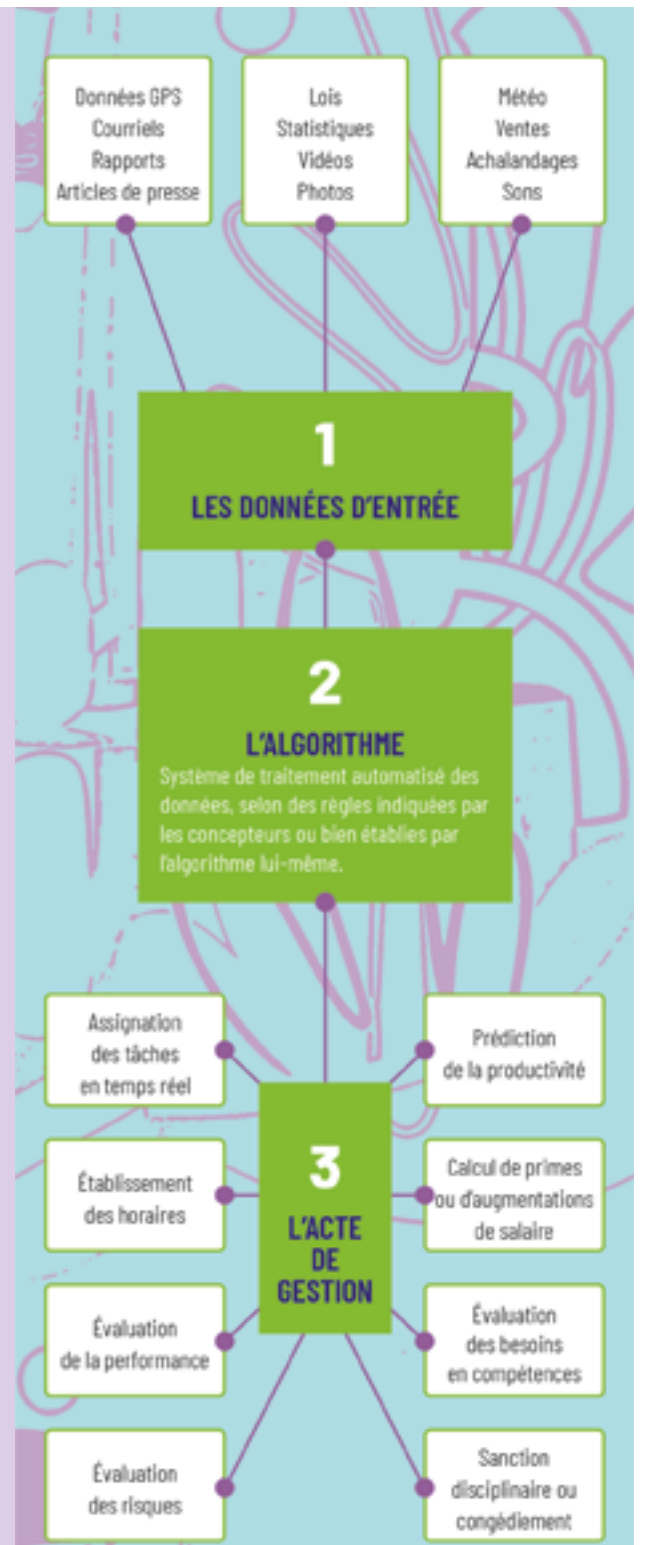 Données GPS
Courriels
Rapports
Articles de presse
Lois
Statistiques
Vidéos
Photos
Météo
Ventes
Achalandages
Sons
1
LES DONNÉES D'ENTRÉE
2
L'ALGORITHME
Système de traitement automatisé des
données, selon des règles indiquées par
les concepteurs ou bien établies par
l'algorithme lui-même.
Assignation
des tâches
en temps réel
Prédiction
de la productivité
3
L'ACTE
DE
GESTION
Établissement
des horaires
Calcul de primes
ou d'augmentations
de salaire
Évaluation
de la performance
Évaluation
des besoins
en compétences
Évaluation
des risques
Sanction
disciplinaire ou
congédiement